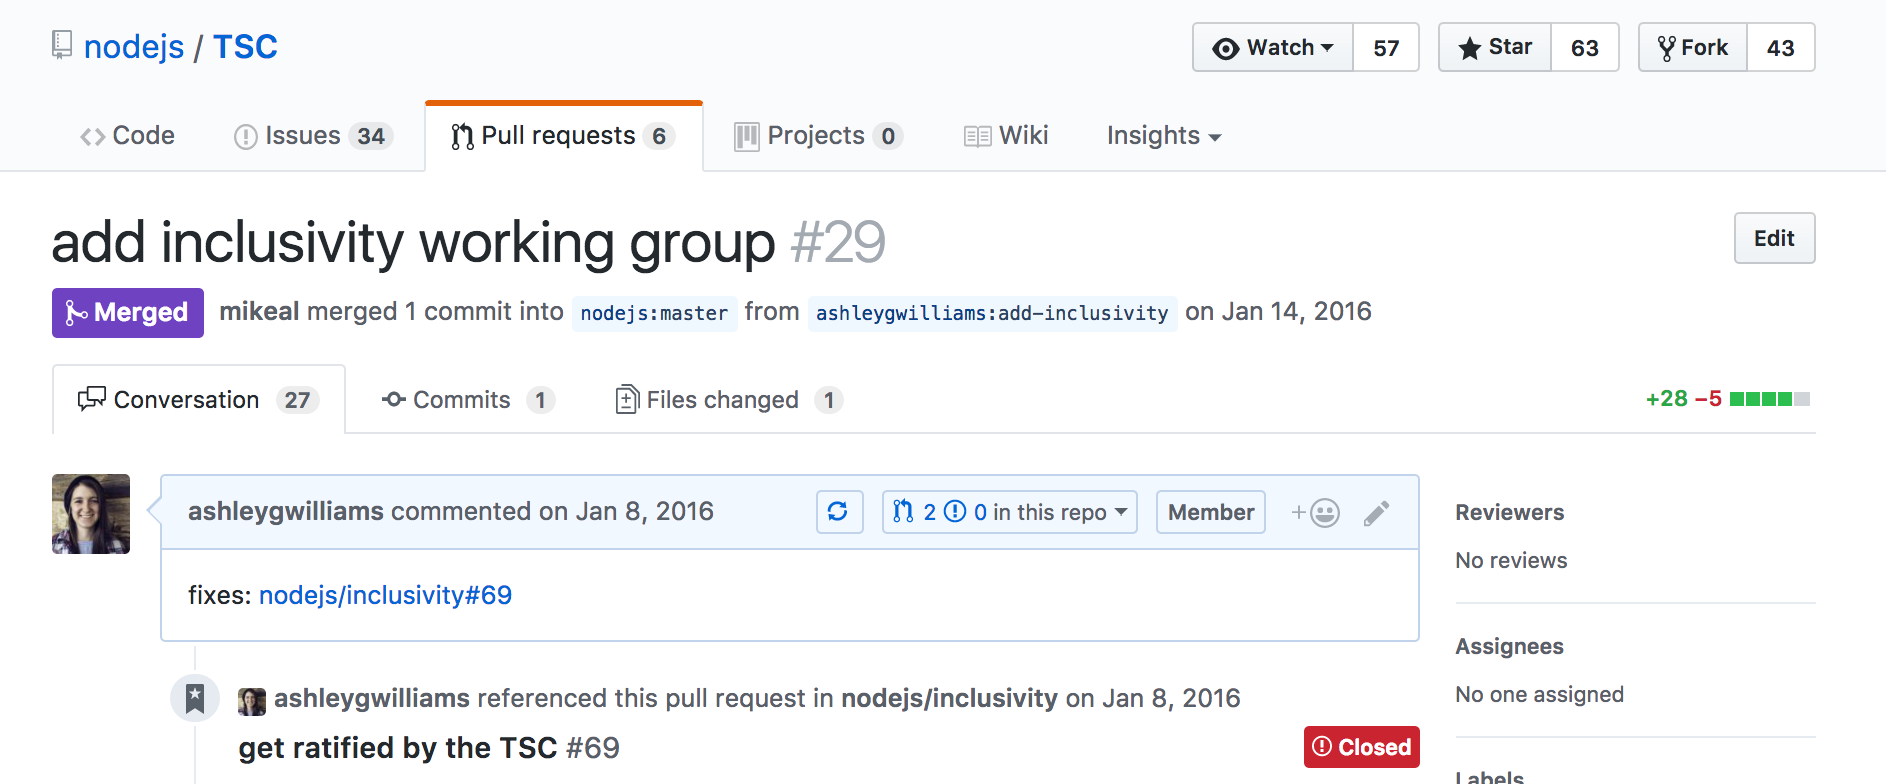 nodejs / TSC
Watch 57 Star 63 Fork 43
Code Issues 34 Pull requests 6 Projects 0 Wiki Insights
add inclusivity working group #29
Edit
Merged mikeal merged 1 commit into nodejs:master from ashleygwilliams:add-inclusivity on Jan 14, 2016
Conversation 27 Commits 1 Files changed 1 +28 −5
ashleygwilliams commented on Jan 8, 2016 2 0 in this repo Member +
Reviewers
No reviews
fixes: nodejs/inclusivity#69
Assignees
No one assigned
ashleygwilliams referenced this pull request in nodejs/inclusivity on Jan 8, 2016
get ratified by the TSC #69 Closed
Labels